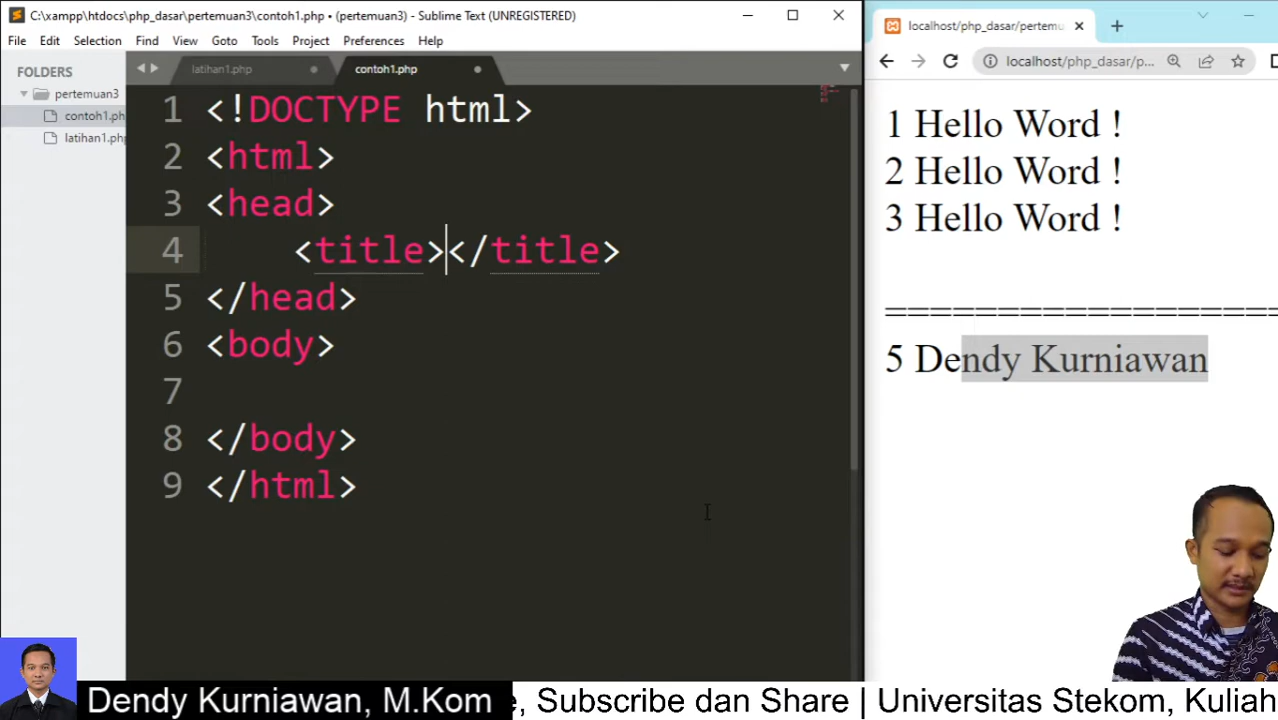 C:\xampp\htdocs\php_dasar\pertemuan3\contoh1.php • (pertemuan3) - Sublime Text (UNREGISTERED)
File Edit Selection Find View Goto Tools Project Preferences Help
FOLDERS
pertemuan3
contoh1.ph
latihan1.php
latihan1.php
contoh1.php
1 <!DOCTYPE html>
2 <html>
3 <head>
4 <title></title>
5 </head>
6 <body>
7
8 </body>
9 </html>
localhost/php_dasar/pertemu
localhost/php_dasar/p...
1 Hello Word !
2 Hello Word !
3 Hello Word !
====================
5 Dendy Kurniawan
Dendy Kurniawan, M.Kom
, Subscribe dan Share | Universitas Stekom, Kuliah